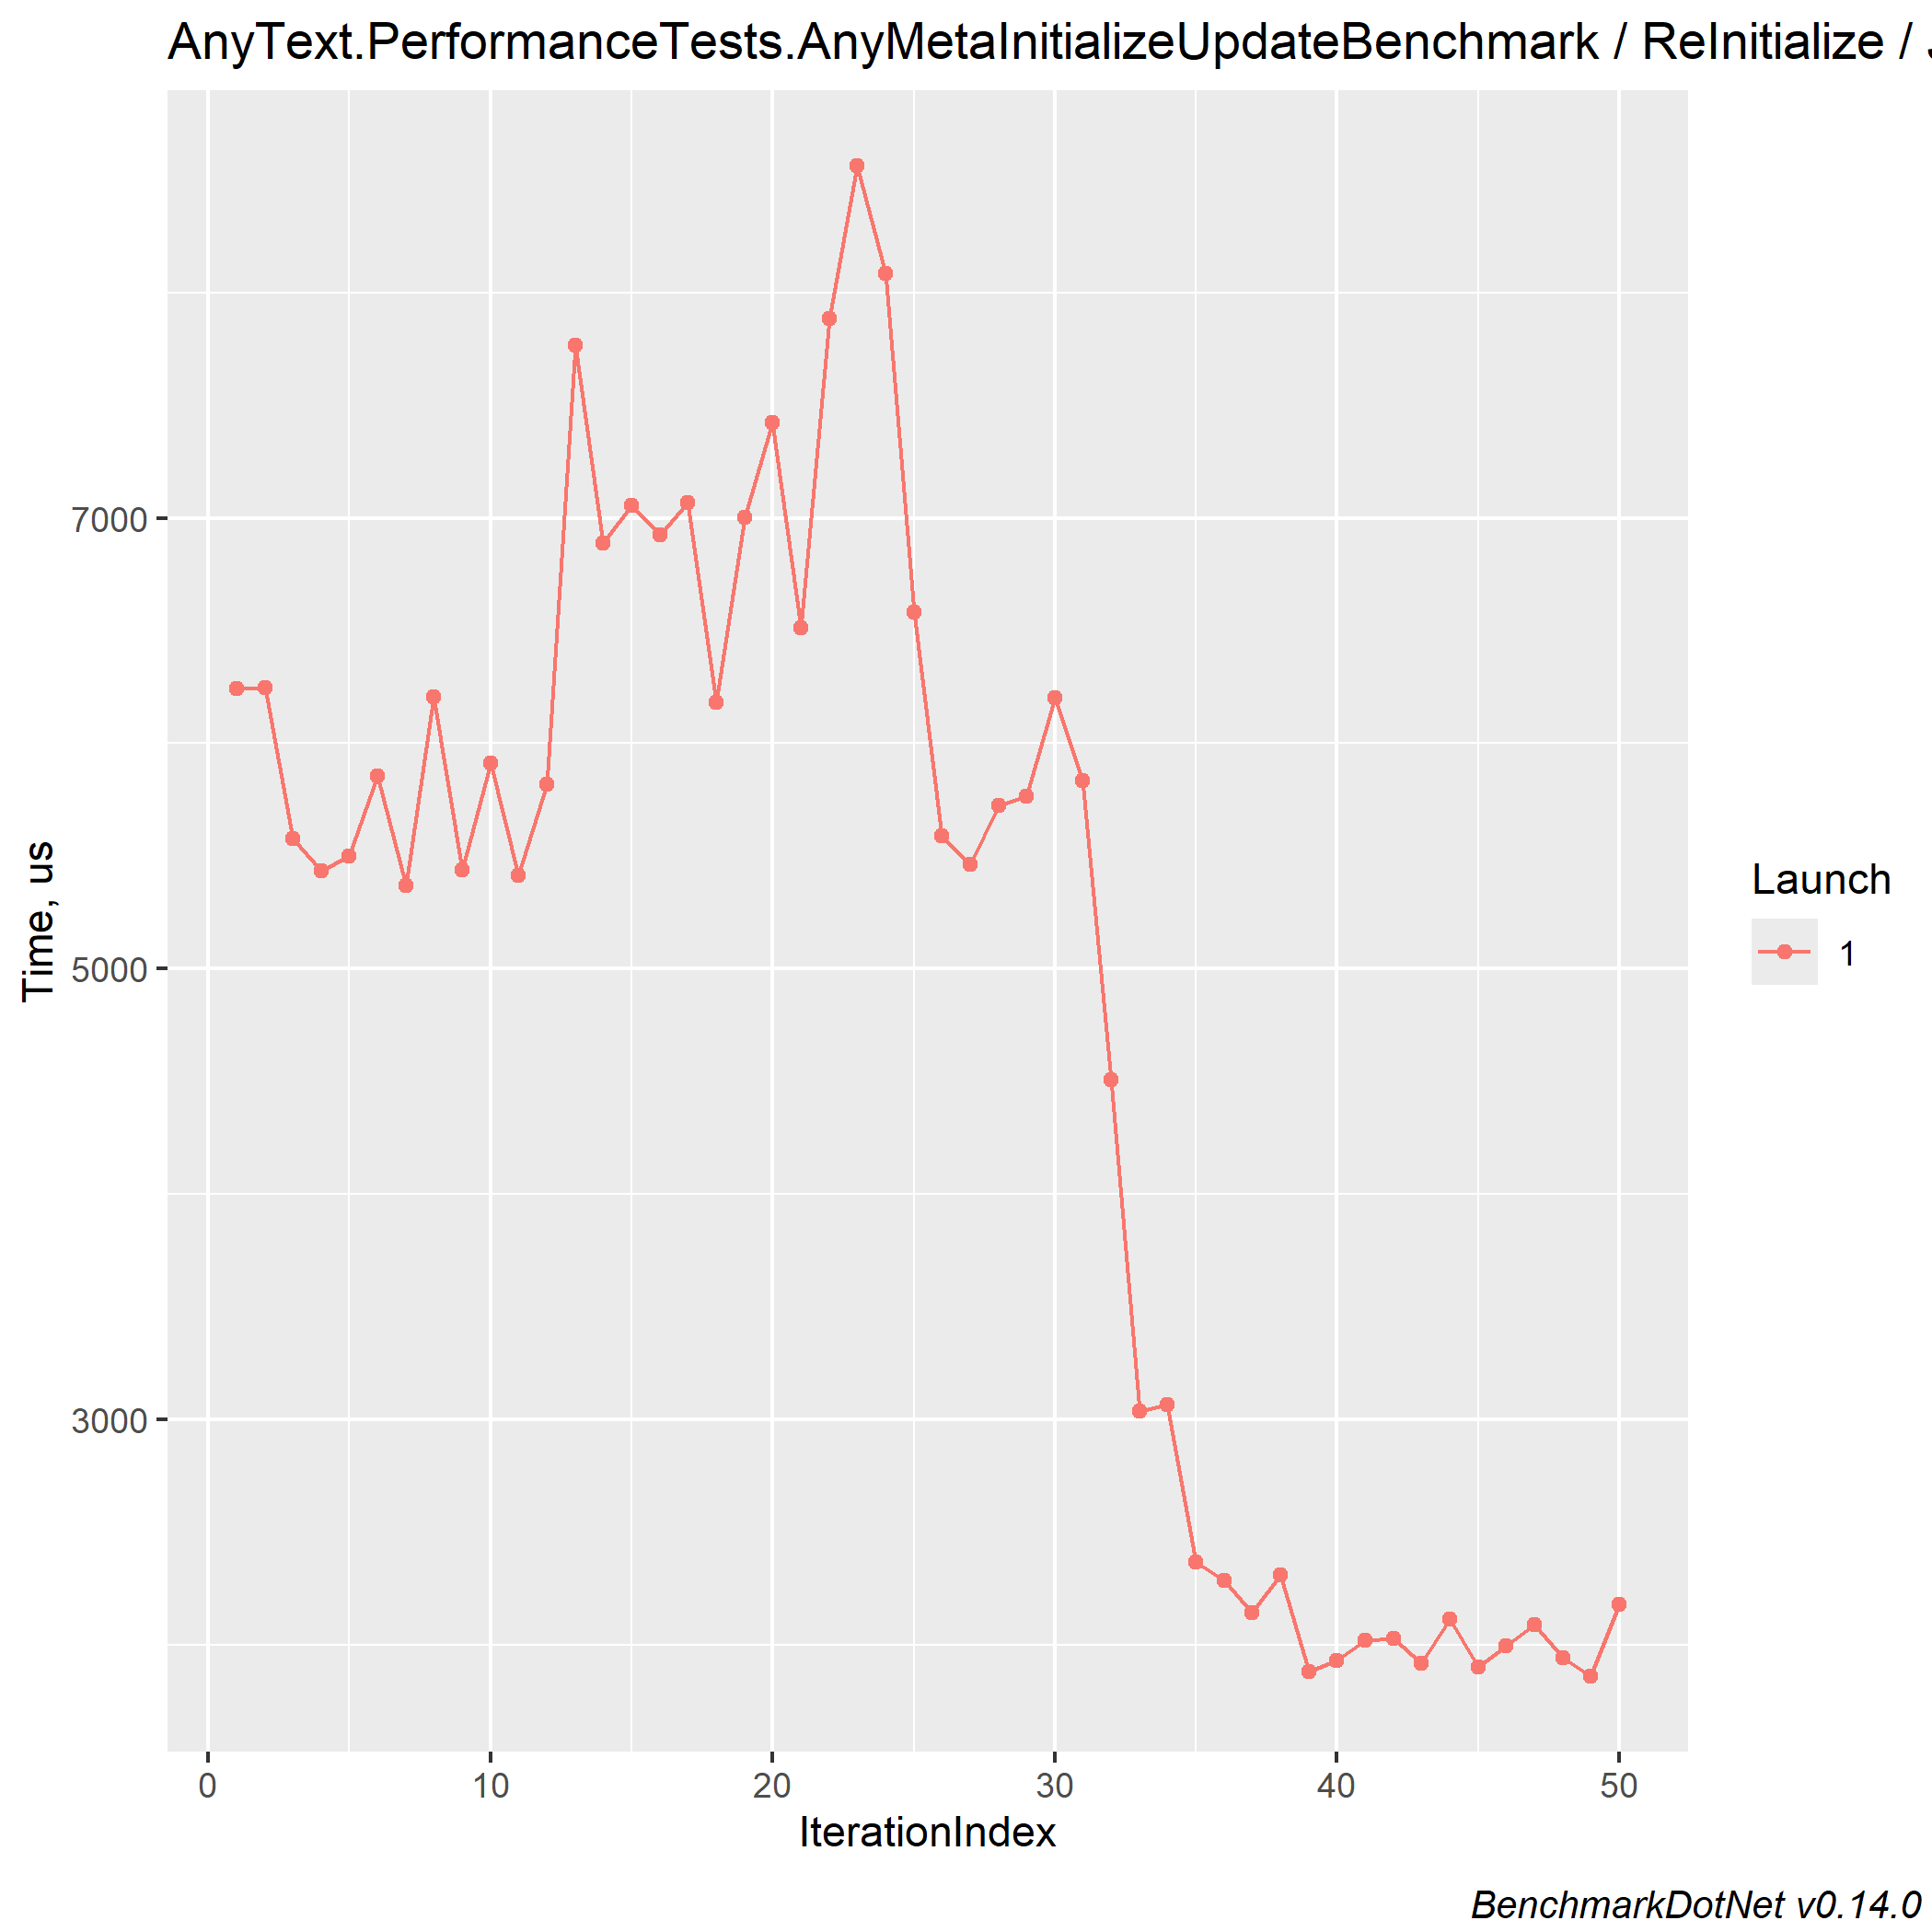 AnyText.PerformanceTests.AnyMetaInitializeUpdateBenchmark / ReInitialize /
7000
5000
3000
Time, us
0 10 20 30 40 50
IterationIndex
Launch
1
BenchmarkDotNet v0.14.0